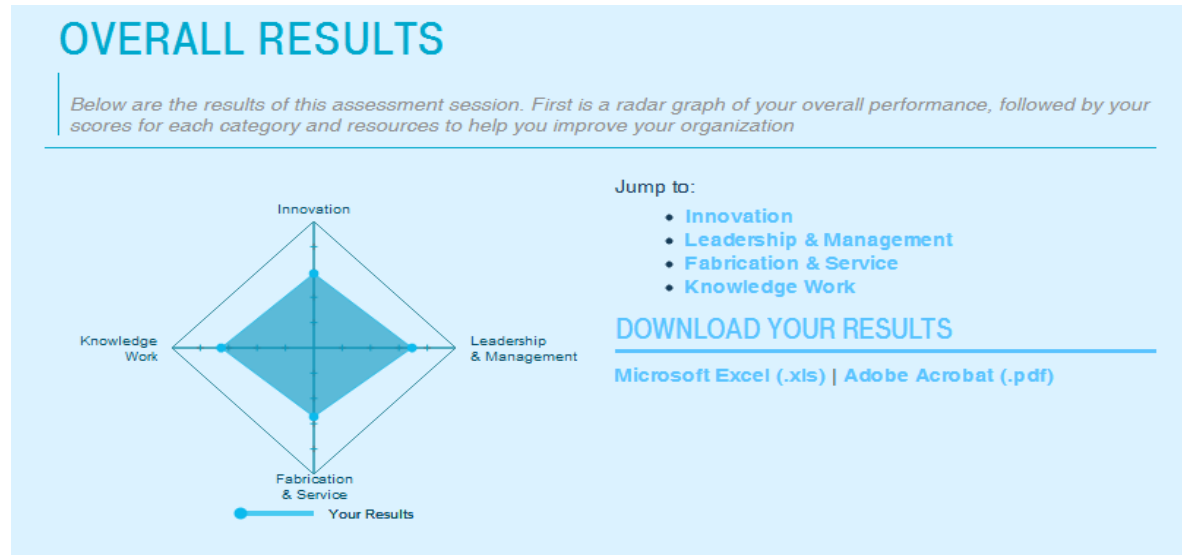 OVERALL RESULTS
Below are the results of this assessment session. First is a radar graph of your overall performance, followed by your
scores for each category and resources to help you improve your organization
Innovation
Knowledge
Work
Leadership
& Management
Fabrication
& Service
Your Results
Jump to:
• Innovation
• Leadership & Management
• Fabrication & Service
• Knowledge Work
DOWNLOAD YOUR RESULTS
Microsoft Excel (.xls) | Adobe Acrobat (.pdf)